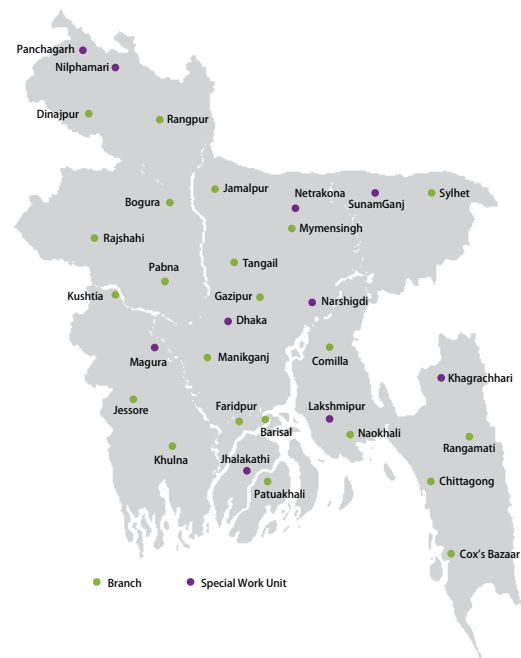 Panchagarh
Nilphamari
Dinajpur
Rangpur
Jamalpur
Netrakona
SunamGanj
Sylhet
Bogura
Mymensingh
Rajshahi
Tangail
Pabna
Kushtia
Gazipur
Narshigdi
Dhaka
Magura
Manikganj
Comilla
Khagrachhari
Jessore
Faridpur
Lakshmipur
Barisal
Naokhali
Rangamati
Khulna
Jhalakathi
Patuakhali
Chittagong
Cox's Bazaar
Branch
Special Work Unit